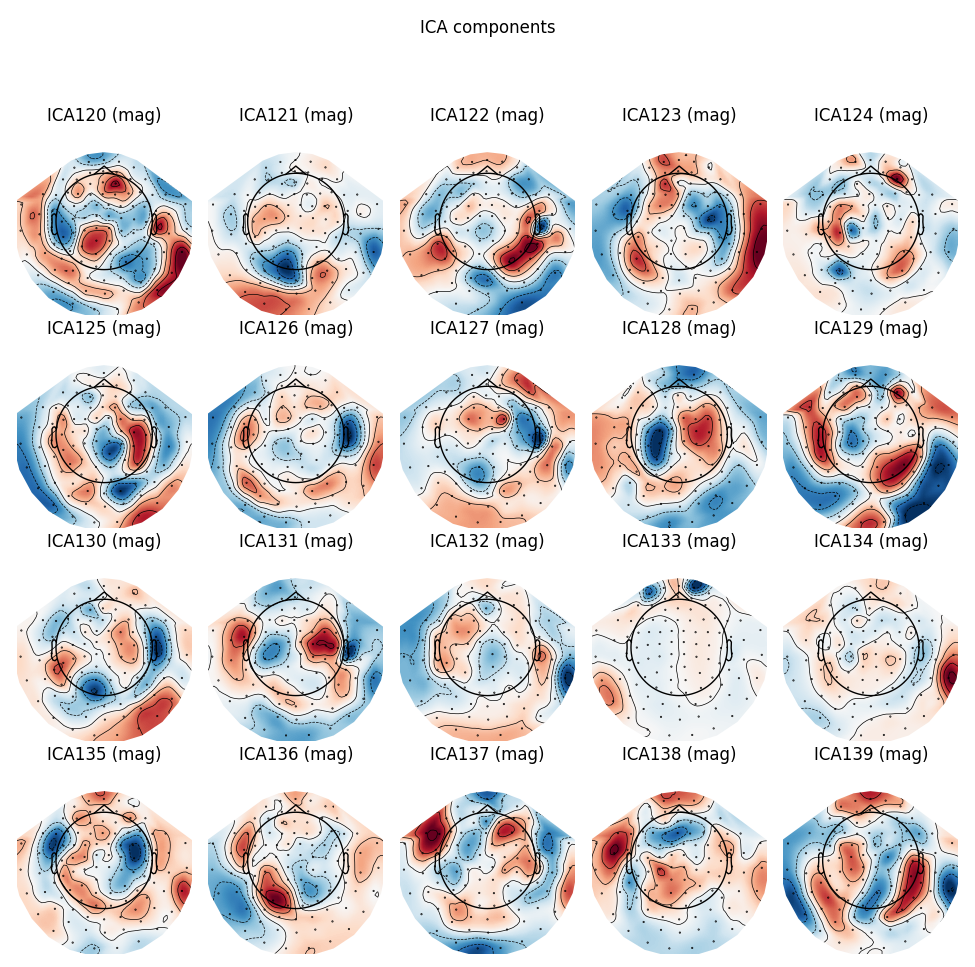 ICA components
ICA120 (mag) ICA121 (mag) ICA122 (mag) ICA123 (mag) ICA124 (mag)
ICA125 (mag) ICA126 (mag) ICA127 (mag) ICA128 (mag) ICA129 (mag)
ICA130 (mag) ICA131 (mag) ICA132 (mag) ICA133 (mag) ICA134 (mag)
ICA135 (mag) ICA136 (mag) ICA137 (mag) ICA138 (mag) ICA139 (mag)